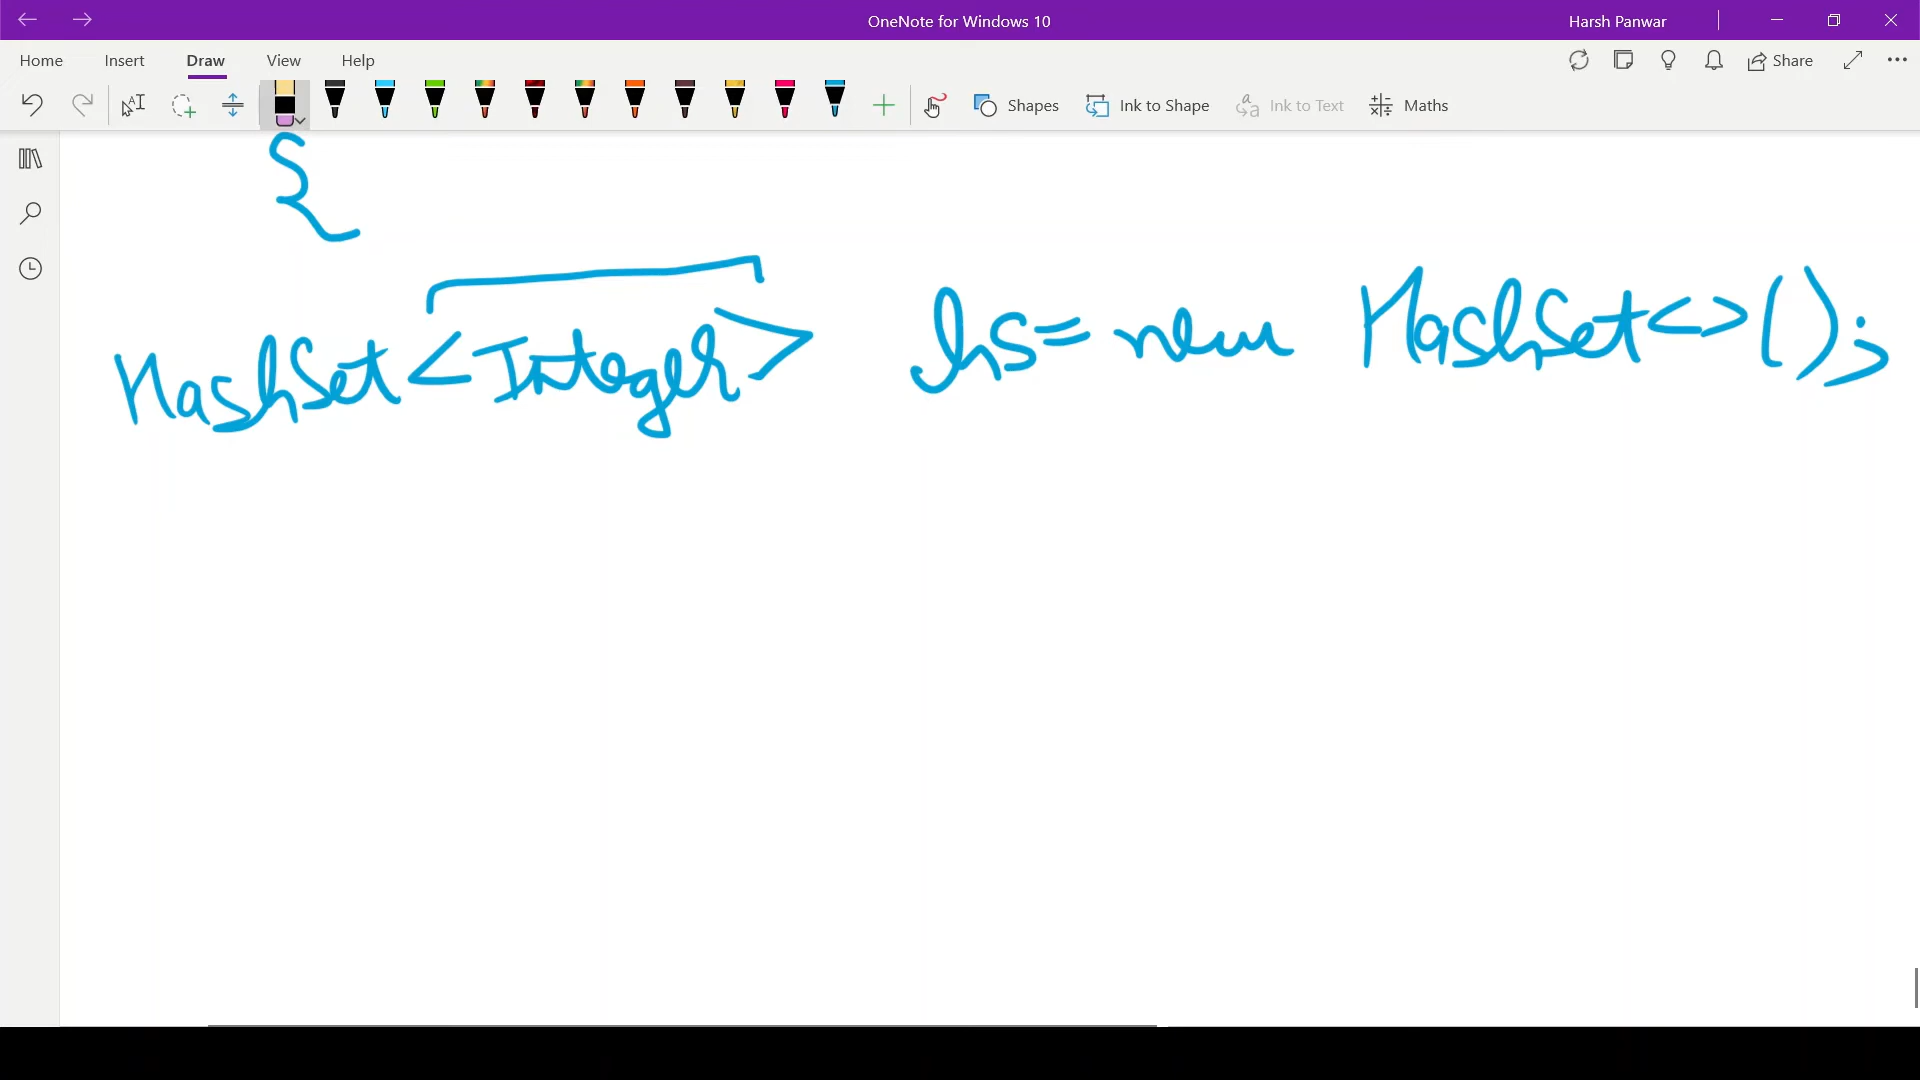 OneNote for Windows 10
Harsh Panwar
Home Insert Draw View Help
Share
Shapes Ink to Shape Ink to Text Maths
{
HashSet<Integer> hs = new HashSet<>();